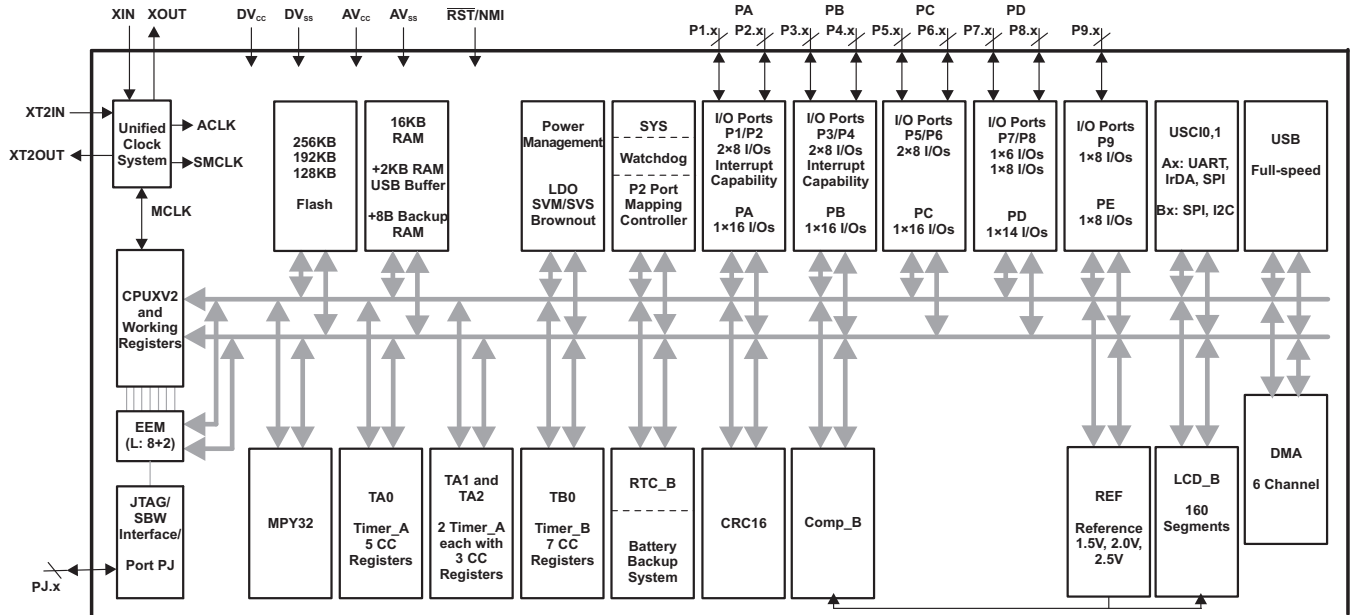 XIN XOUT DVCC DVSS AVCC AVSS RST/NMI PA PB PC PD
P1.x P2.x P3.x P4.x P5.x P6.x P7.x P8.x P9.x
XT2IN
XT2OUT
Unified
Clock
System
ACLK
SMCLK
MCLK
256KB
192KB
128KB
Flash
16KB
RAM
+2KB RAM
USB Buffer
+8B Backup
RAM
Power
Management
LDO
SVM/SVS
Brownout
SYS
Watchdog
P2 Port
Mapping
Controller
I/O Ports
P1/P2
2×8 I/Os
Interrupt
Capability
PA
1×16 I/Os
I/O Ports
P3/P4
2×8 I/Os
Interrupt
Capability
PB
1×16 I/Os
I/O Ports
P5/P6
2×8 I/Os
PC
1×16 I/Os
I/O Ports
P7/P8
1×6 I/Os
1×8 I/Os
PD
1×14 I/Os
I/O Ports
P9
1×8 I/Os
PE
1×8 I/Os
USCI0,1
Ax: UART,
IrDA, SPI
Bx: SPI, I2C
USB
Full-speed
CPUXV2
and
Working
Registers
EEM
(L: 8+2)
JTAG/
SBW
Interface/
Port PJ
PJ.x
MPY32
TA0
Timer_A
5 CC
Registers
TA1 and
TA2
2 Timer_A
each with
3 CC
Registers
TB0
Timer_B
7 CC
Registers
RTC_B
Battery
Backup
System
CRC16
Comp_B
REF
Reference
1.5V, 2.0V,
2.5V
LCD_B
160
Segments
DMA
6 Channel